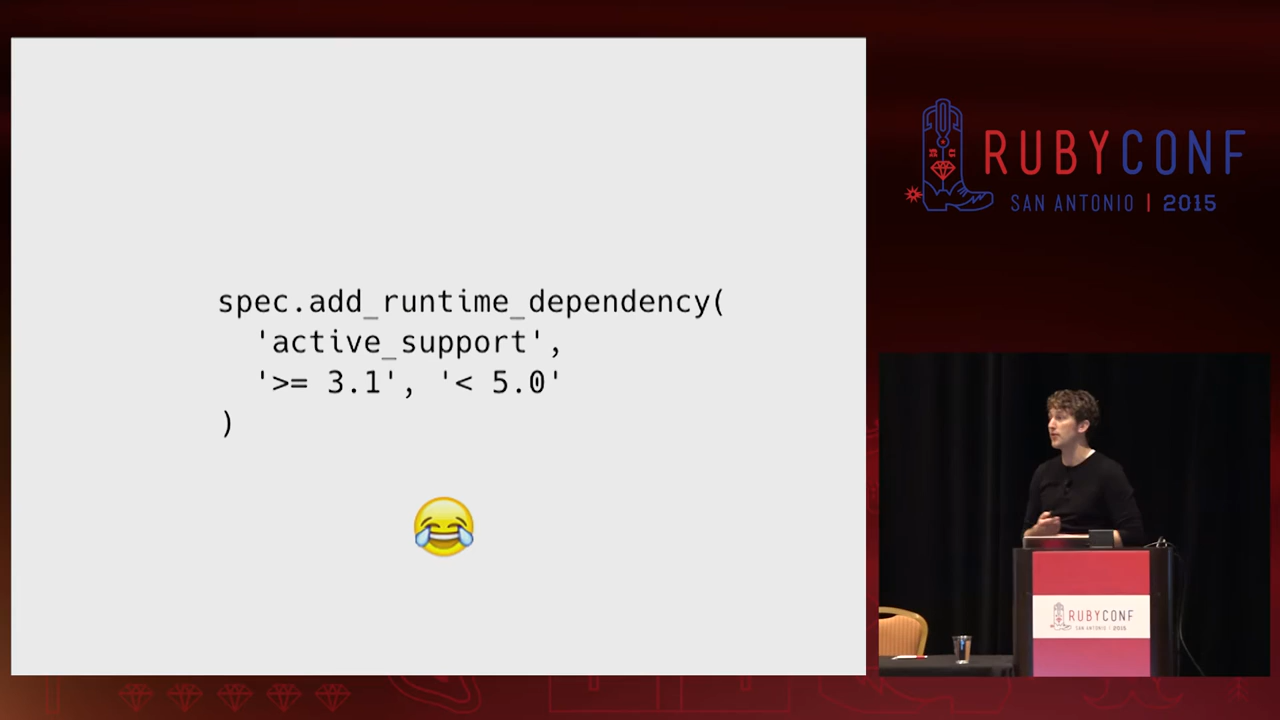 spec.add_runtime_dependency(
'active_support',
'>= 3.1', '< 5.0'
)
RUBYCONF
SAN ANTONIO | 2015
RUBYCONF
SAN ANTONIO | 2015